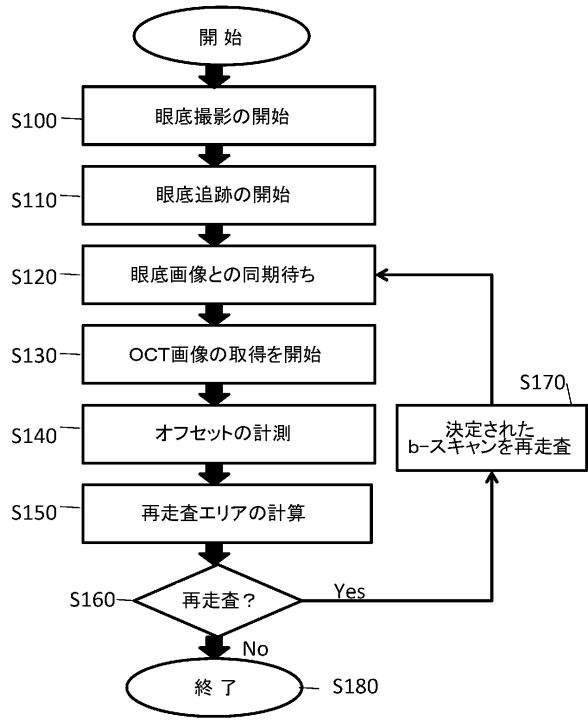 開始
S100 眼底撮影の開始
S110 眼底追跡の開始
S120 眼底画像との同期待ち
S130 OCT画像の取得を開始
S140 オフセットの計測
S150 再走査エリアの計算
S160 再走査？
Yes
S170
決定された
b-スキャンを再走査
No
終了 S180